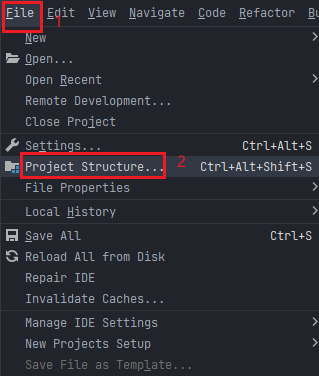 File Edit View Navigate Code Refactor Bu
1
New
Open...
Open Recent
Remote Development...
Close Project
Settings... Ctrl+Alt+S
Project Structure... 2 Ctrl+Alt+Shift+S
File Properties
Local History
Save All Ctrl+S
Reload All from Disk
Repair IDE
Invalidate Caches...
Manage IDE Settings
New Projects Setup
Save File as Template...